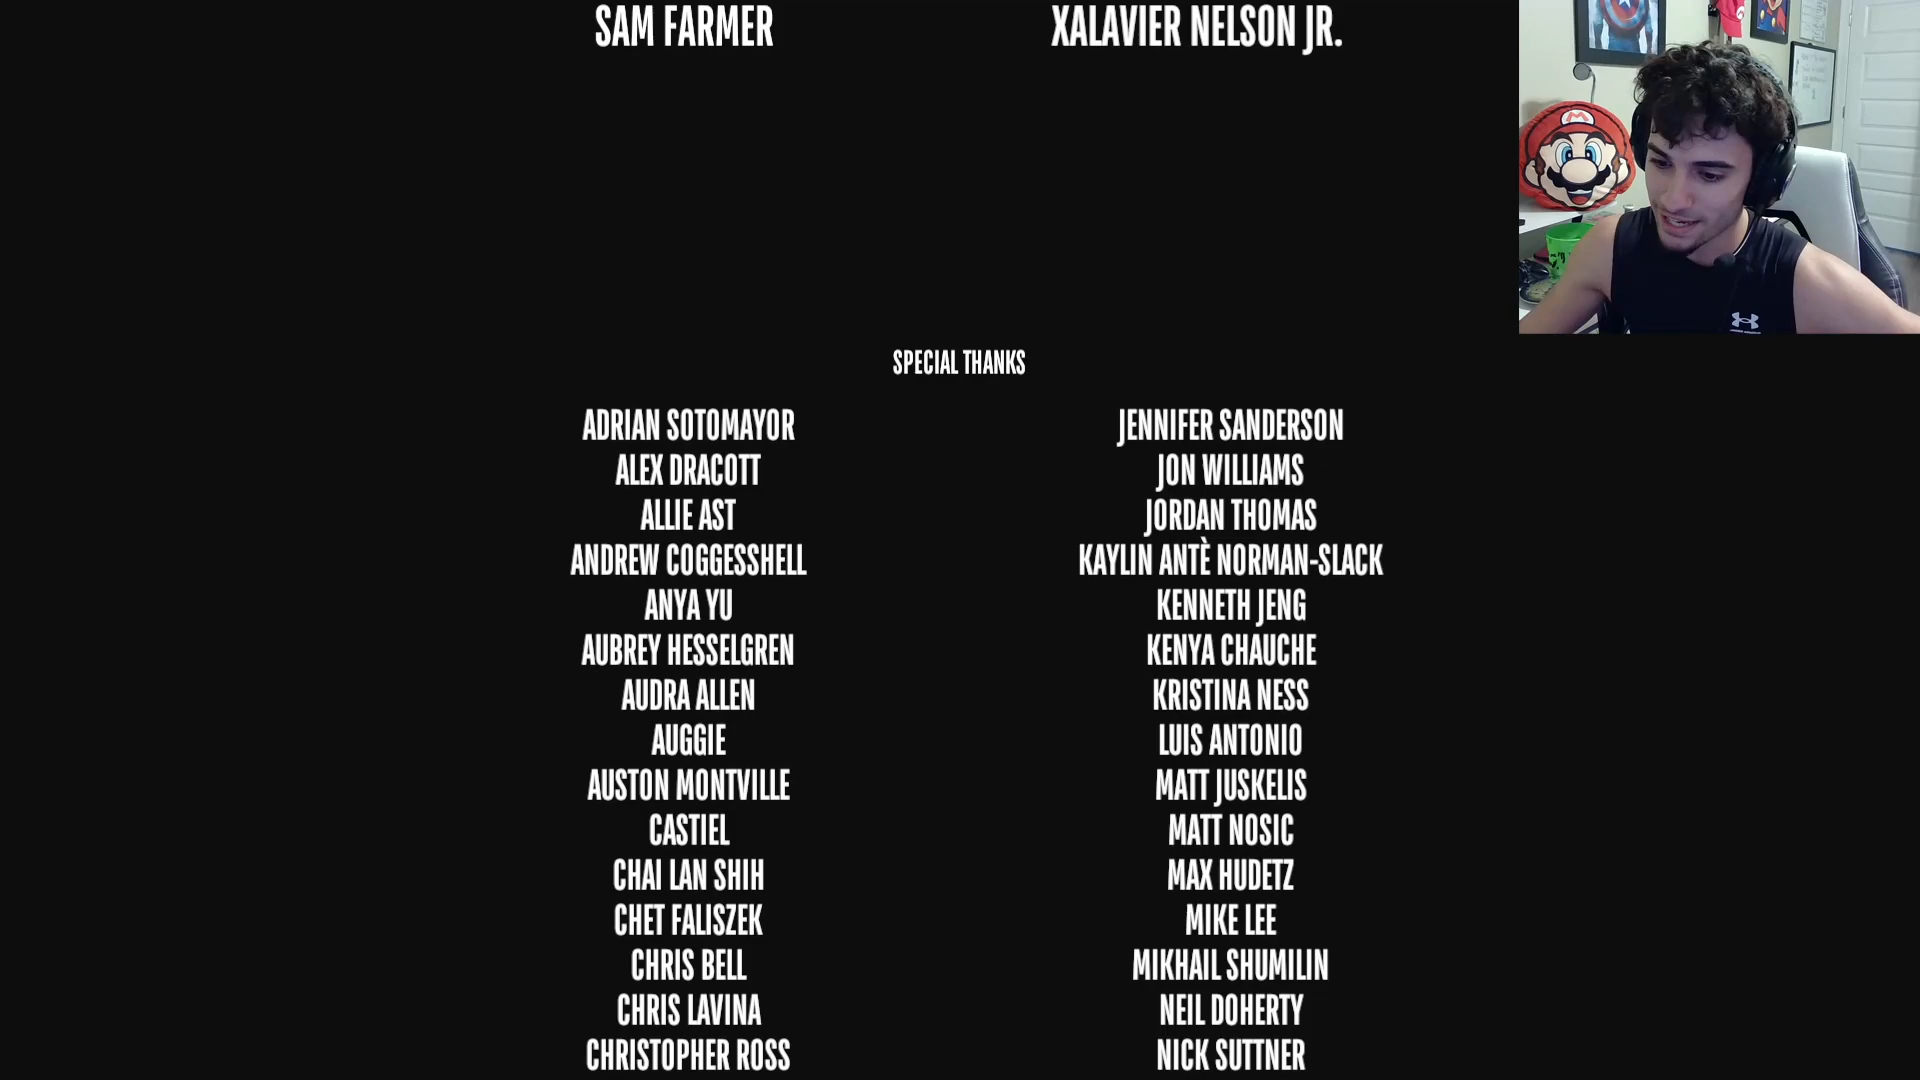 SAM FARMER
XALAVIER NELSON JR.
SPECIAL THANKS
ADRIAN SOTOMAYOR
ALEX DRACOTT
ALLIE AST
ANDREW COGGESSHELL
ANYA YU
AUBREY HESSELGREN
AUDRA ALLEN
AUGGIE
AUSTON MONTVILLE
CASTIEL
CHAI LAN SHIH
CHET FALISZEK
CHRIS BELL
CHRIS LAVINA
CHRISTOPHER ROSS
JENNIFER SANDERSON
JON WILLIAMS
JORDAN THOMAS
KAYLIN ANTÈ NORMAN-SLACK
KENNETH JENG
KENYA CHAUCHE
KRISTINA NESS
LUIS ANTONIO
MATT JUSKELIS
MATT NOSIC
MAX HUDETZ
MIKE LEE
MIKHAIL SHUMILIN
NEIL DOHERTY
NICK SUTTNER
M
M